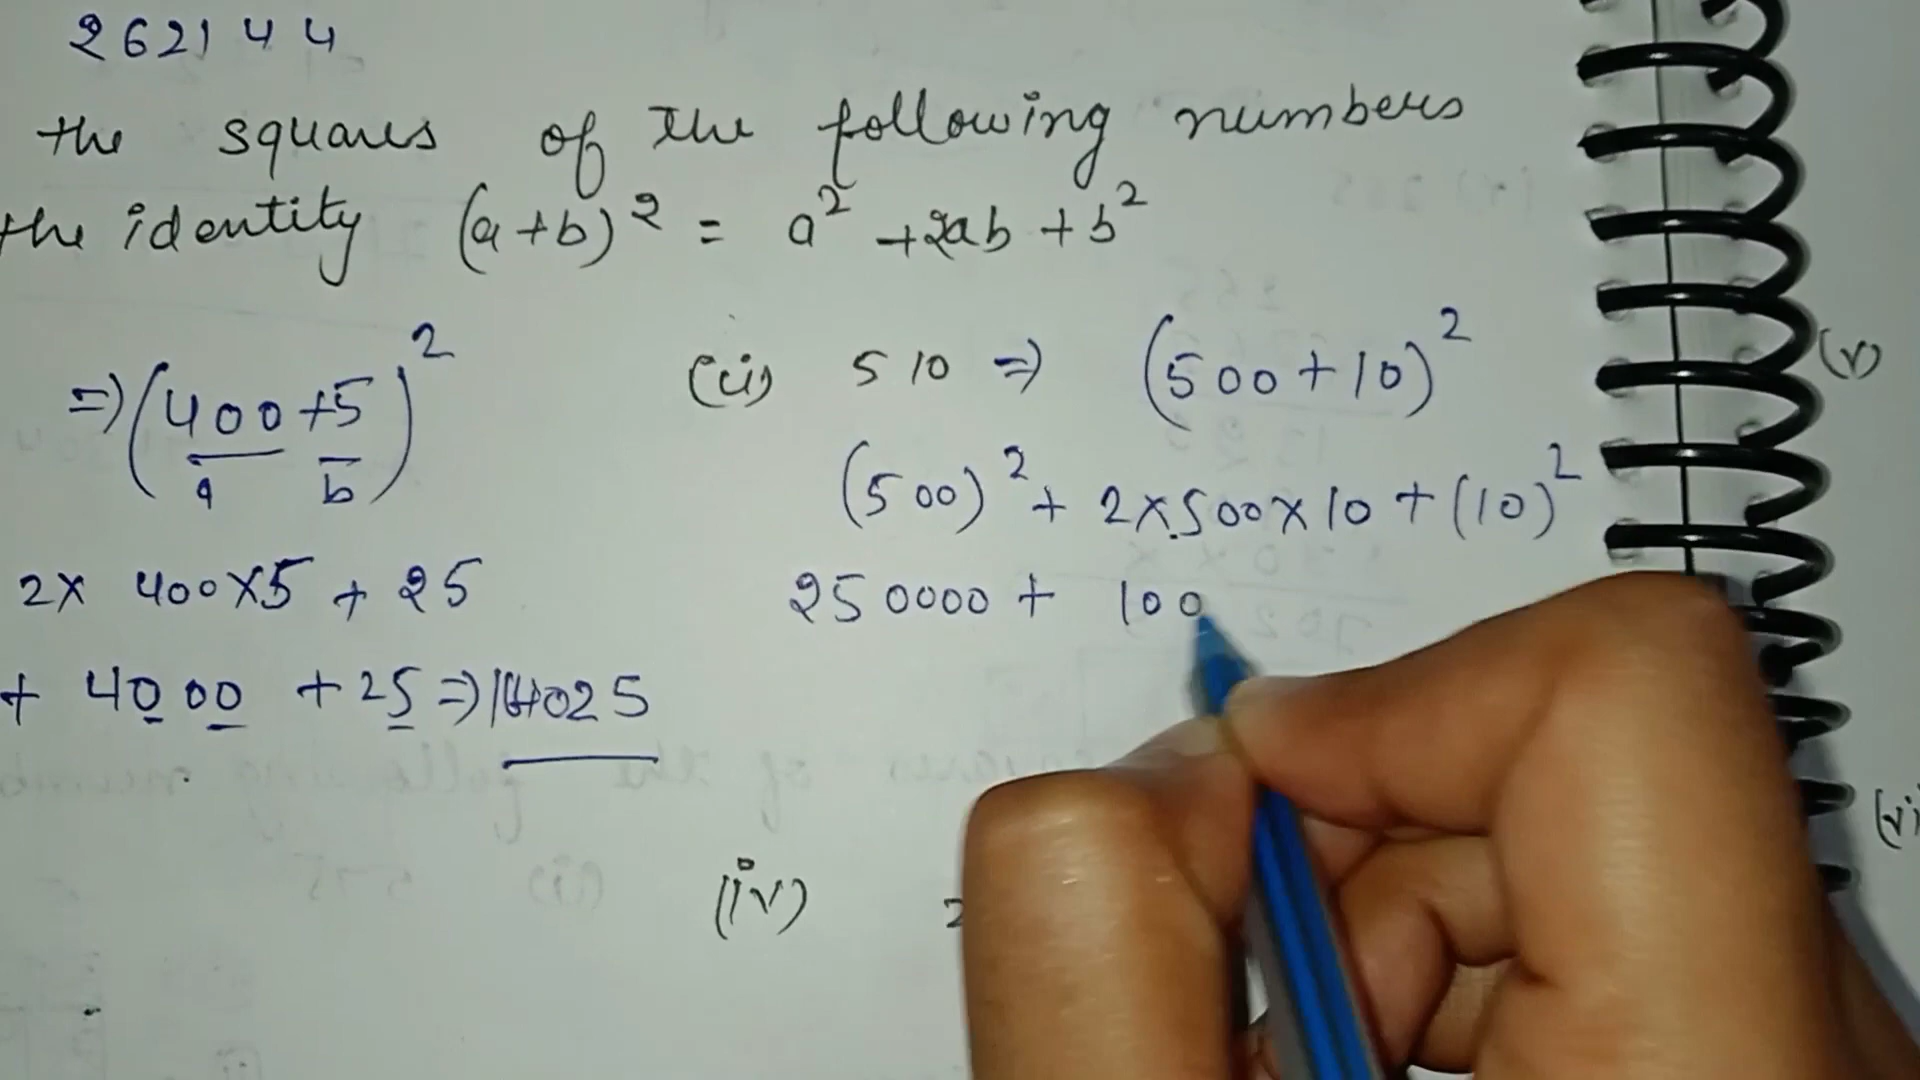 262144
the squares of the following numbers
the identity (a+b)² = a² + 2ab + b²
⇒ (400+5)²
a b
2× 400×5 + 25
+ 4000 + 25 ⇒ 164025
(ii) 510 ⇒ (500+10)²
(500)² + 2×500×10 + (10)²
250000 + 100
(iv) 2
(v)
(vi